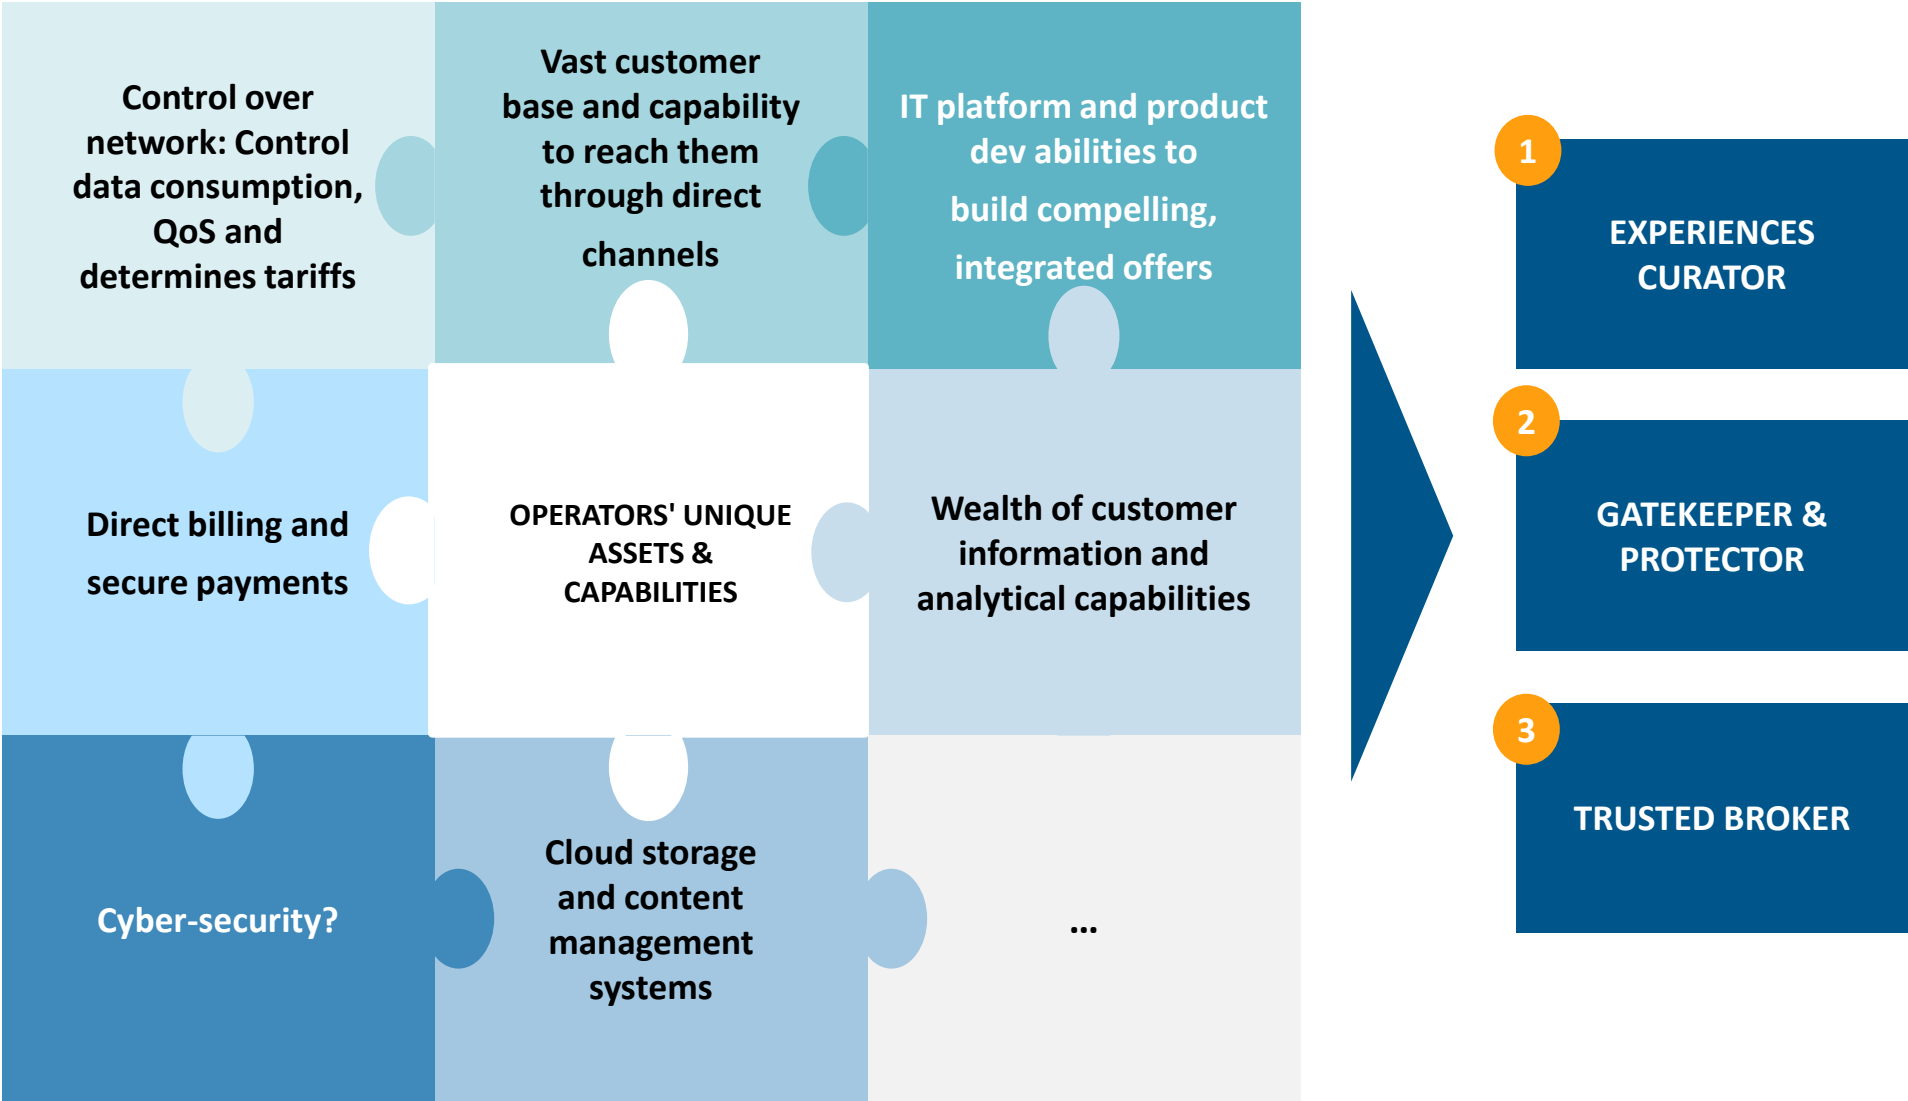 Control over
network: Control
data consumption,
QoS and
determines tariffs
Vast customer
base and capability
to reach them
through direct
channels
IT platform and product
dev abilities to
build compelling,
integrated offers
Direct billing and
secure payments
OPERATORS' UNIQUE
ASSETS &
CAPABILITIES
Wealth of customer
information and
analytical capabilities
Cyber-security?
Cloud storage
and content
management
systems
...
1
EXPERIENCES
CURATOR
2
GATEKEEPER &
PROTECTOR
3
TRUSTED BROKER